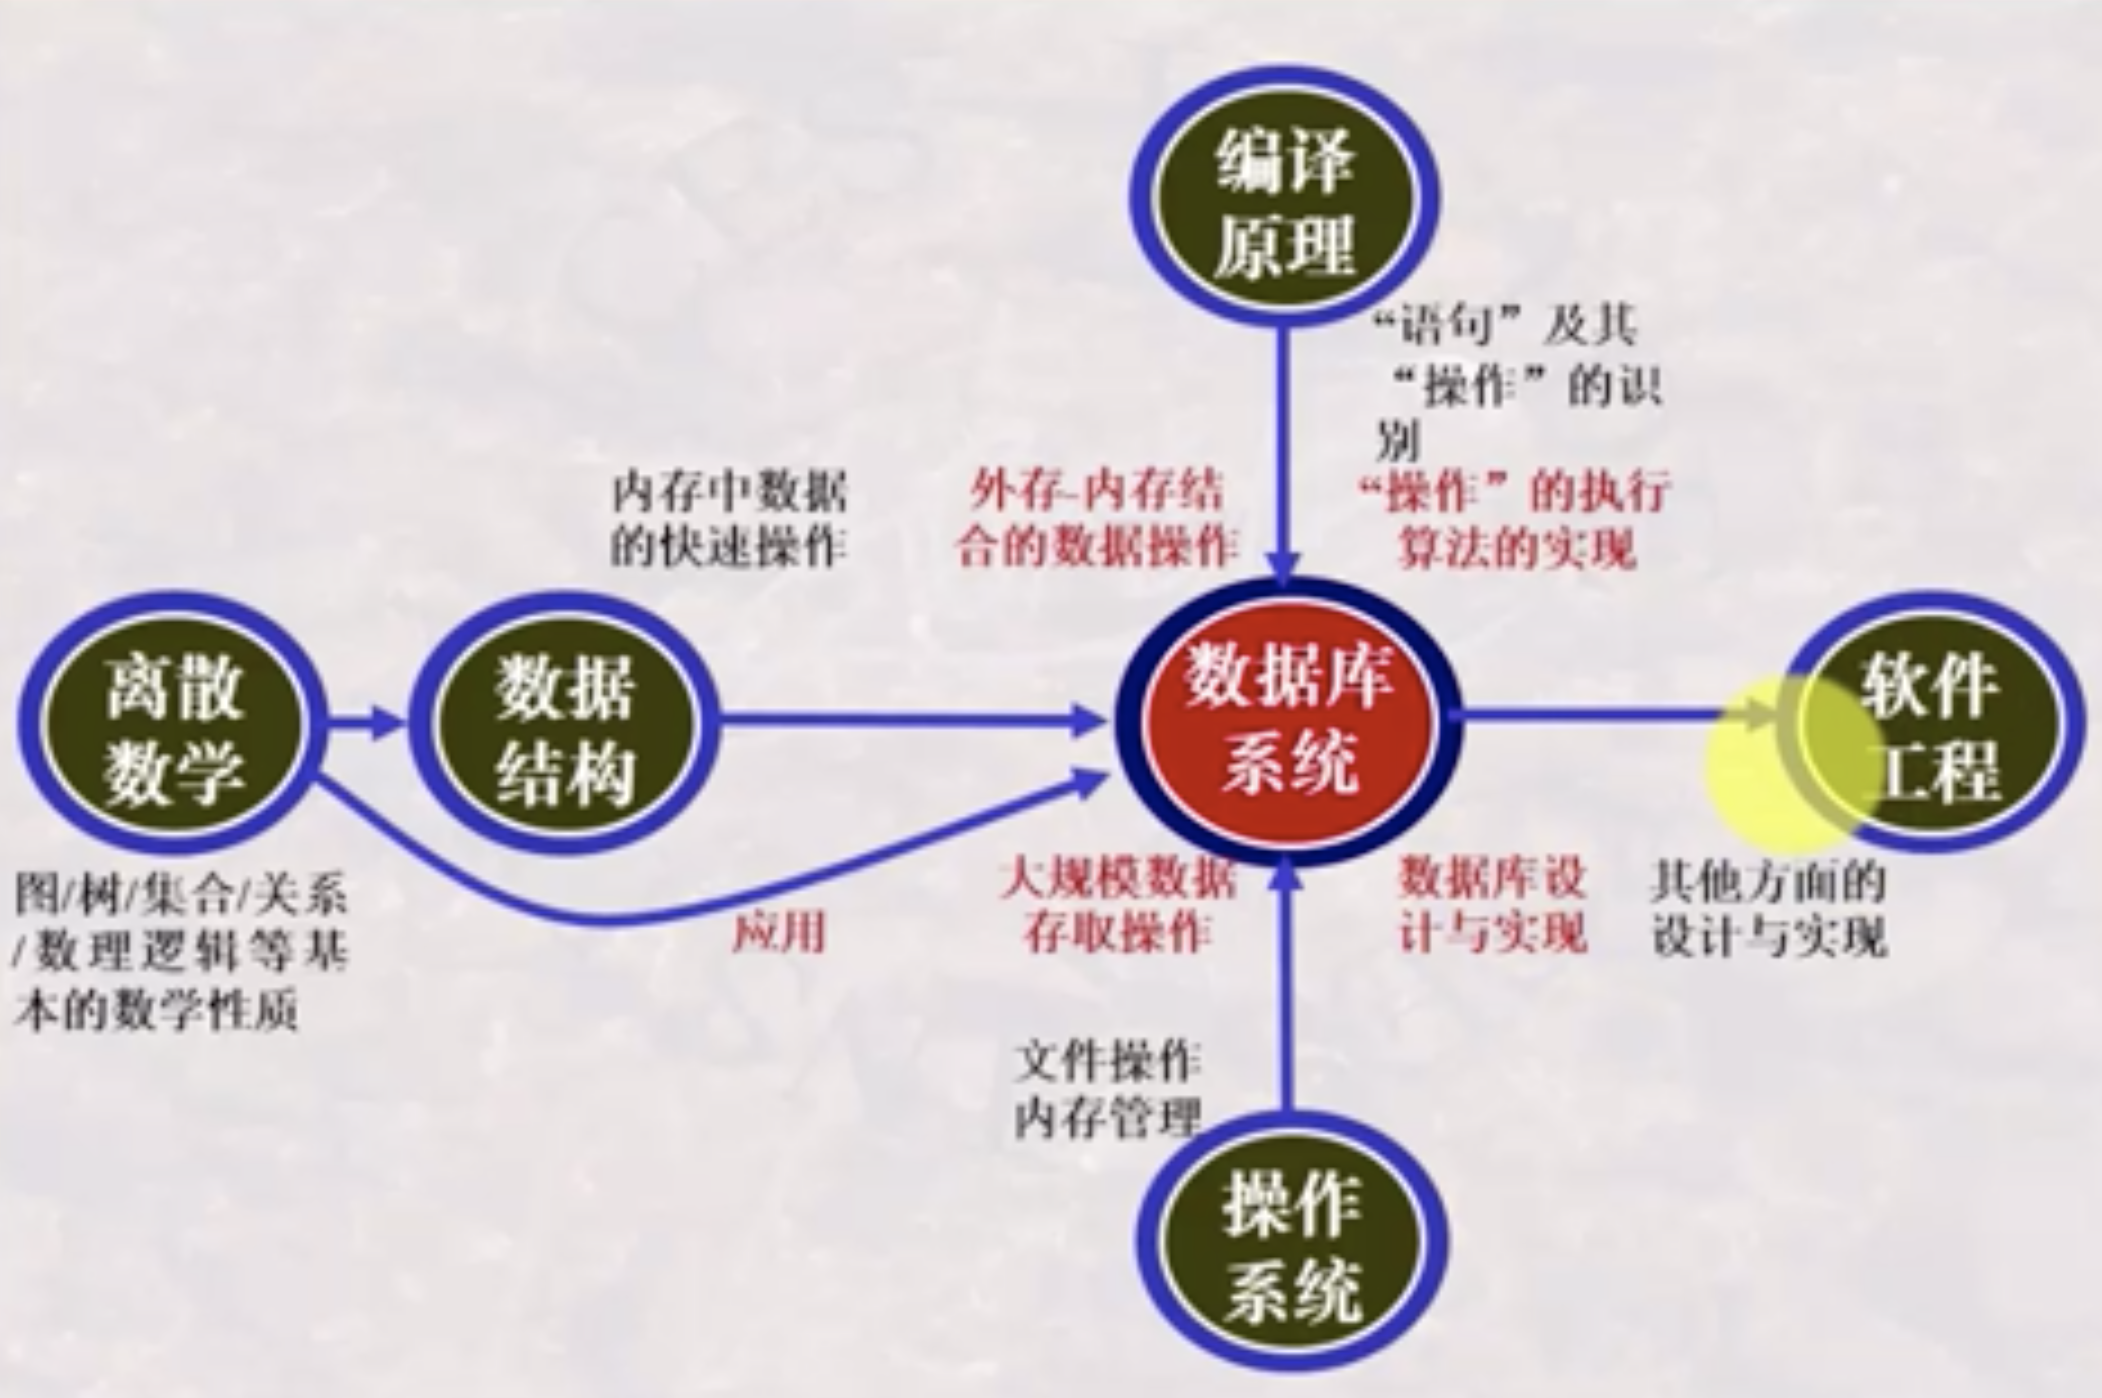 编译
原理
“语句”及其
“操作”的识
别
内存中数据
的快速操作
外存-内存结
合的数据操作
“操作”的执行
算法的实现
离散
数学
数据
结构
数据库
系统
软件
工程
图/树/集合/关系
/数理逻辑等基
本的数学性质
应用
大规模数据
存取操作
数据库设
计与实现
其他方面的
设计与实现
文件操作
内存管理
操作
系统